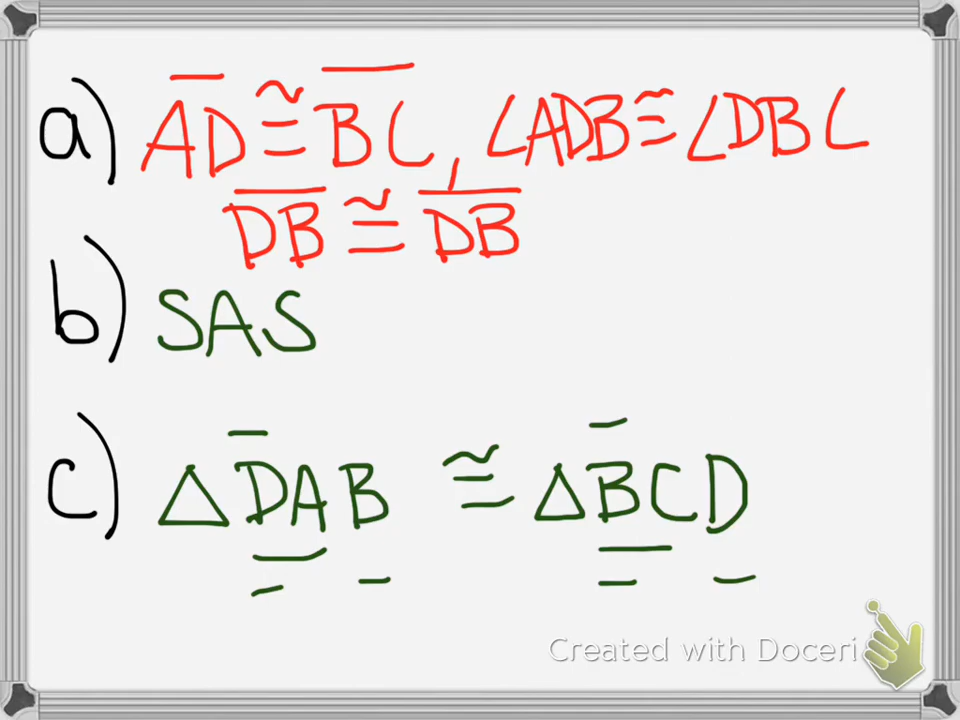 a) AD ≅ BC, ∠ADB ≅ ∠DBC
DB ≅ DB
b) SAS
c) △DAB ≅ △BCD
Created with Doceri